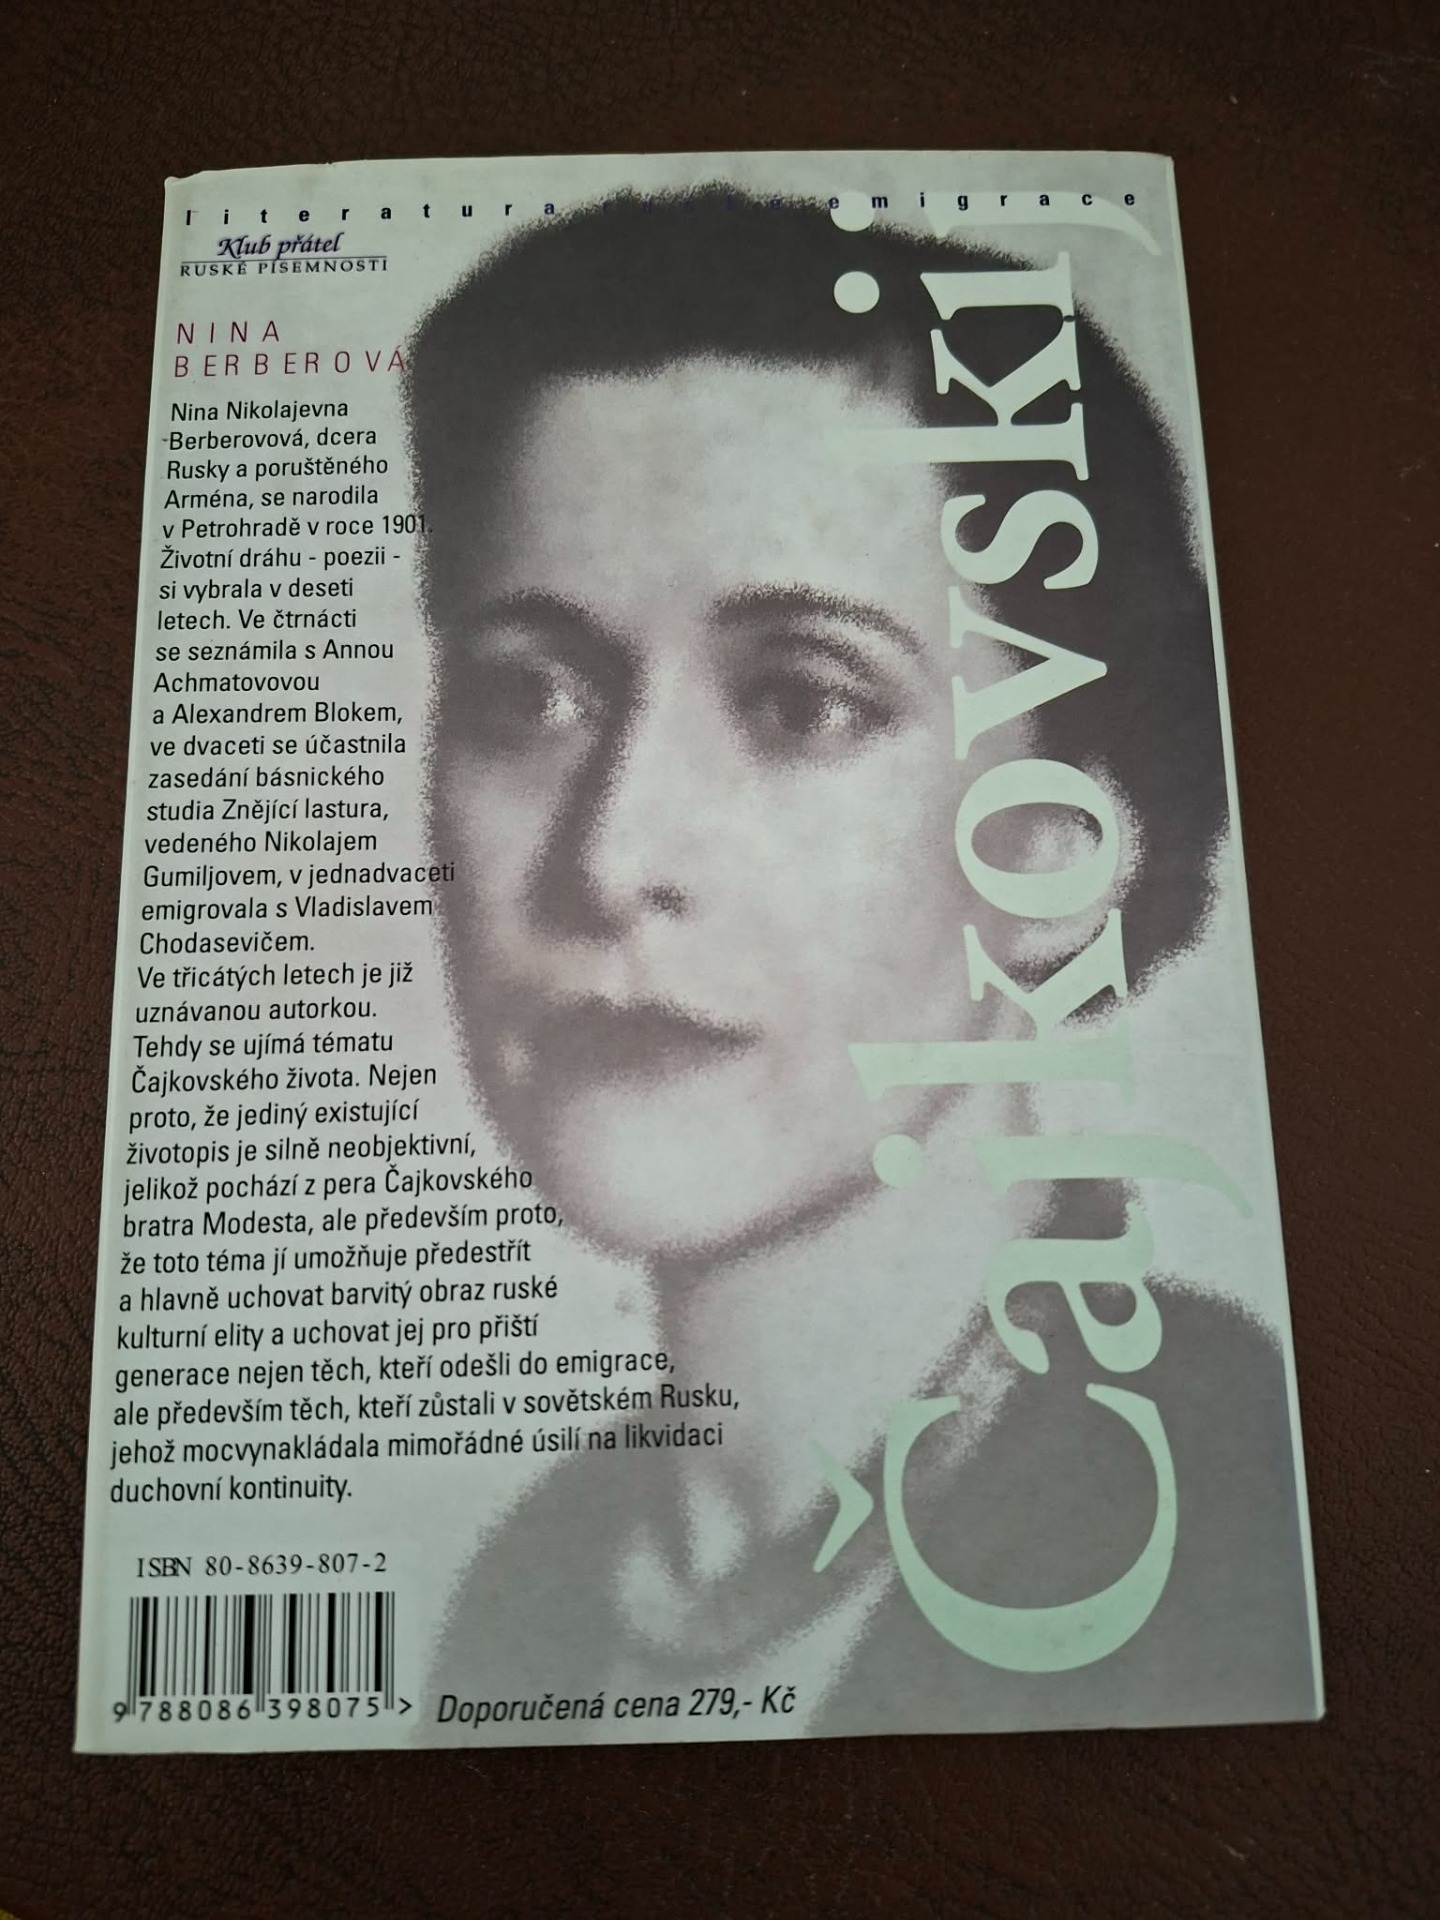 literatura ruské emigrace
Klub přátel
RUSKÉ PÍSEMNOSTI
NINA
BERBEROVÁ
Nina Nikolajevna
Berberovová, dcera
Rusky a poruštěného
Arména, se narodila
v Petrohradě v roce 1901.
Životní dráhu - poezii -
si vybrala v deseti
letech. Ve čtrnácti
se seznámila s Annou
Achmatovovou
a Alexandrem Blokem,
ve dvaceti se účastnila
zasedání básnického
studia Znějící lastura,
vedeného Nikolajem
Gumiljovem, v jednadvaceti
emigrovala s Vladislavem
Chodasevičem.
Ve třicátých letech je již
uznávanou autorkou.
Tehdy se ujímá tématu
Čajkovského života. Nejen
proto, že jediný existující
životopis je silně neobjektivní,
jelikož pochází z pera Čajkovského
bratra Modesta, ale především proto,
že toto téma jí umožňuje předestřít
a hlavně uchovat barvitý obraz ruské
kulturní elity a uchovat jej pro příští
generace nejen těch, kteří odešli do emigrace,
ale především těch, kteří zůstali v sovětském Rusku,
jehož mocvynakládala mimořádné úsilí na likvidaci
duchovní kontinuity.
ISBN 80-8639-807-2
9 788086 398075 >
Doporučená cena 279,- Kč
Čajkovskij